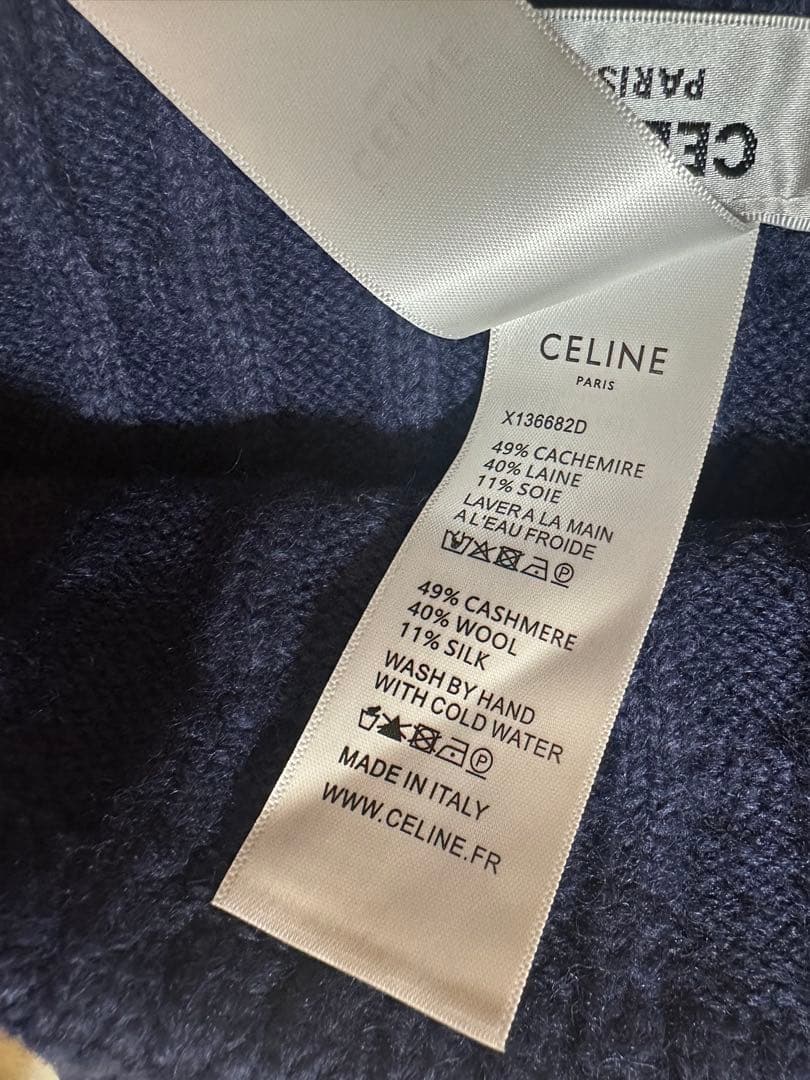 PARIS
CELINE
PARIS
X136682D
49% CACHEMIRE
40% LAINE
11% SOIE
LAVER A LA MAIN
A L'EAU FROIDE
49% CASHMERE
40% WOOL
11% SILK
WASH BY HAND
WITH COLD WATER
MADE IN ITALY
WWW.CELINE.FR